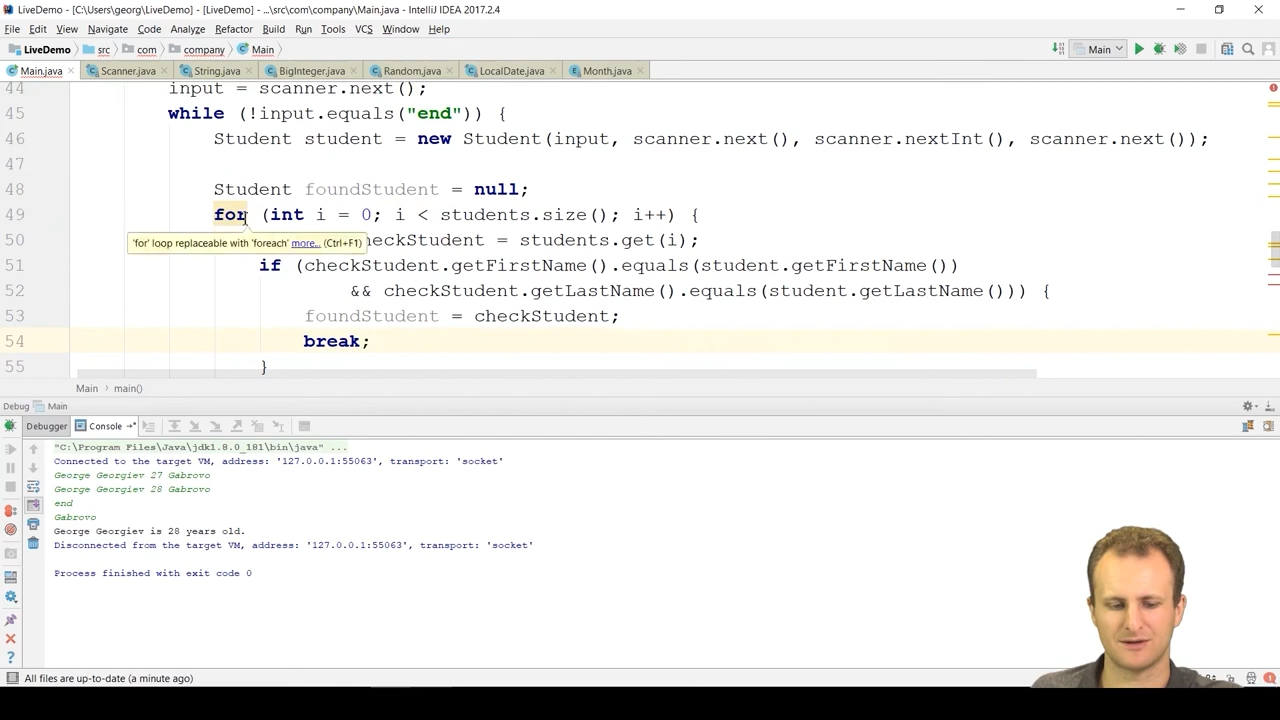 LiveDemo - [C:\Users\georg\LiveDemo] - [LiveDemo] - ...\src\com\company\Main.java - IntelliJ IDEA 2017.2.4
File Edit View Navigate Code Analyze Refactor Build Run Tools VCS Window Help
LiveDemo src com company Main Main
Main.java Scanner.java String.java BigInteger.java Random.java LocalDate.java Month.java
44 input = scanner.next();
45 while (!input.equals("end")) {
46 Student student = new Student(input, scanner.next(), scanner.nextInt(), scanner.next());
47
48 Student foundStudent = null;
49 for (int i = 0; i < students.size(); i++) {
50 checkStudent = students.get(i);
'for' loop replaceable with 'foreach' more... (Ctrl+F1)
51 if (checkStudent.getFirstName().equals(student.getFirstName())
52 && checkStudent.getLastName().equals(student.getLastName())) {
53 foundStudent = checkStudent;
54 break;
55 }
Main main()
Debug Main
Debugger Console
"C:\Program Files\Java\jdk1.8.0_181\bin\java" ...
Connected to the target VM, address: '127.0.0.1:55063', transport: 'socket'
George Georgiev 27 Gabrovo
George Georgiev 28 Gabrovo
end
Gabrovo
George Georgiev is 28 years old.
Disconnected from the target VM, address: '127.0.0.1:55063', transport: 'socket'
Process finished with exit code 0
All files are up-to-date (a minute ago)